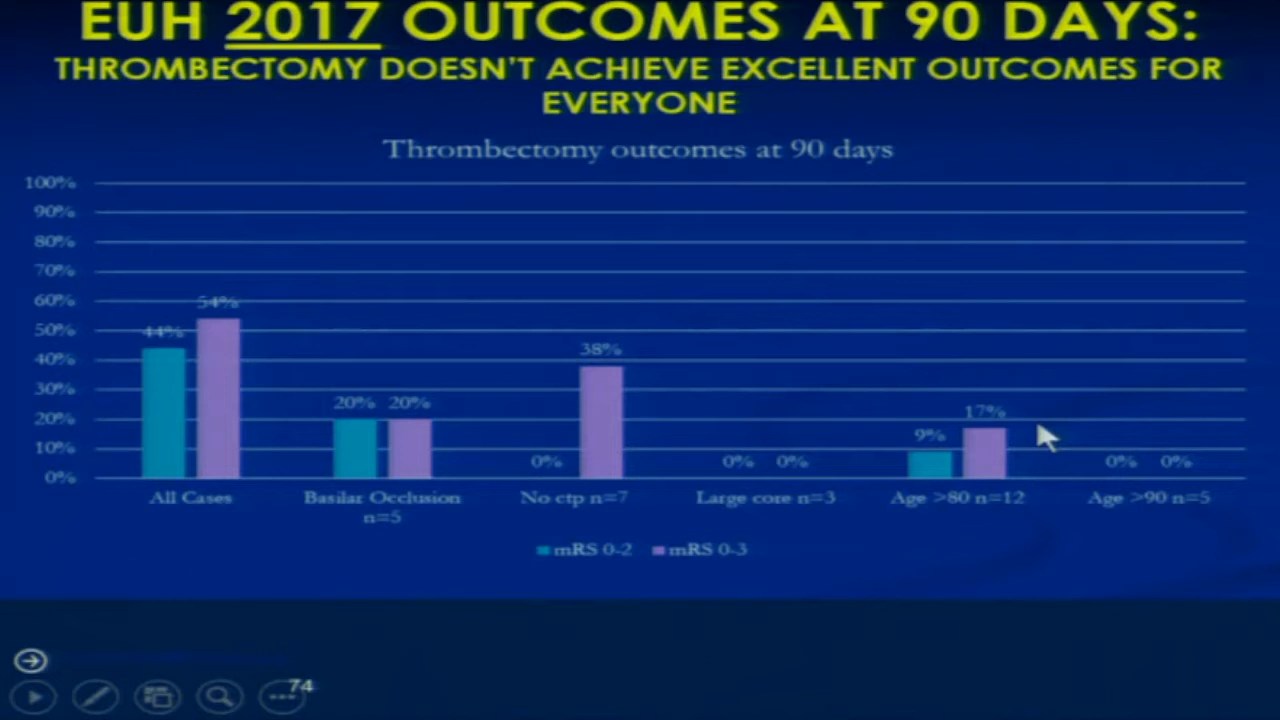 EUH 2017 OUTCOMES AT 90 DAYS:
THROMBECTOMY DOESN'T ACHIEVE EXCELLENT OUTCOMES FOR
EVERYONE
Thrombectomy outcomes at 90 days
100%
90%
80%
70%
60%
50%
40%
30%
20%
10%
0%
44% 54%
20% 20%
0% 38%
0% 0%
9% 17%
0% 0%
All Cases
Basilar Occlusion
n=5
No ctp n=7
Large core n=3
Age >80 n=12
Age >90 n=5
mRS 0-2 mRS 0-3
74